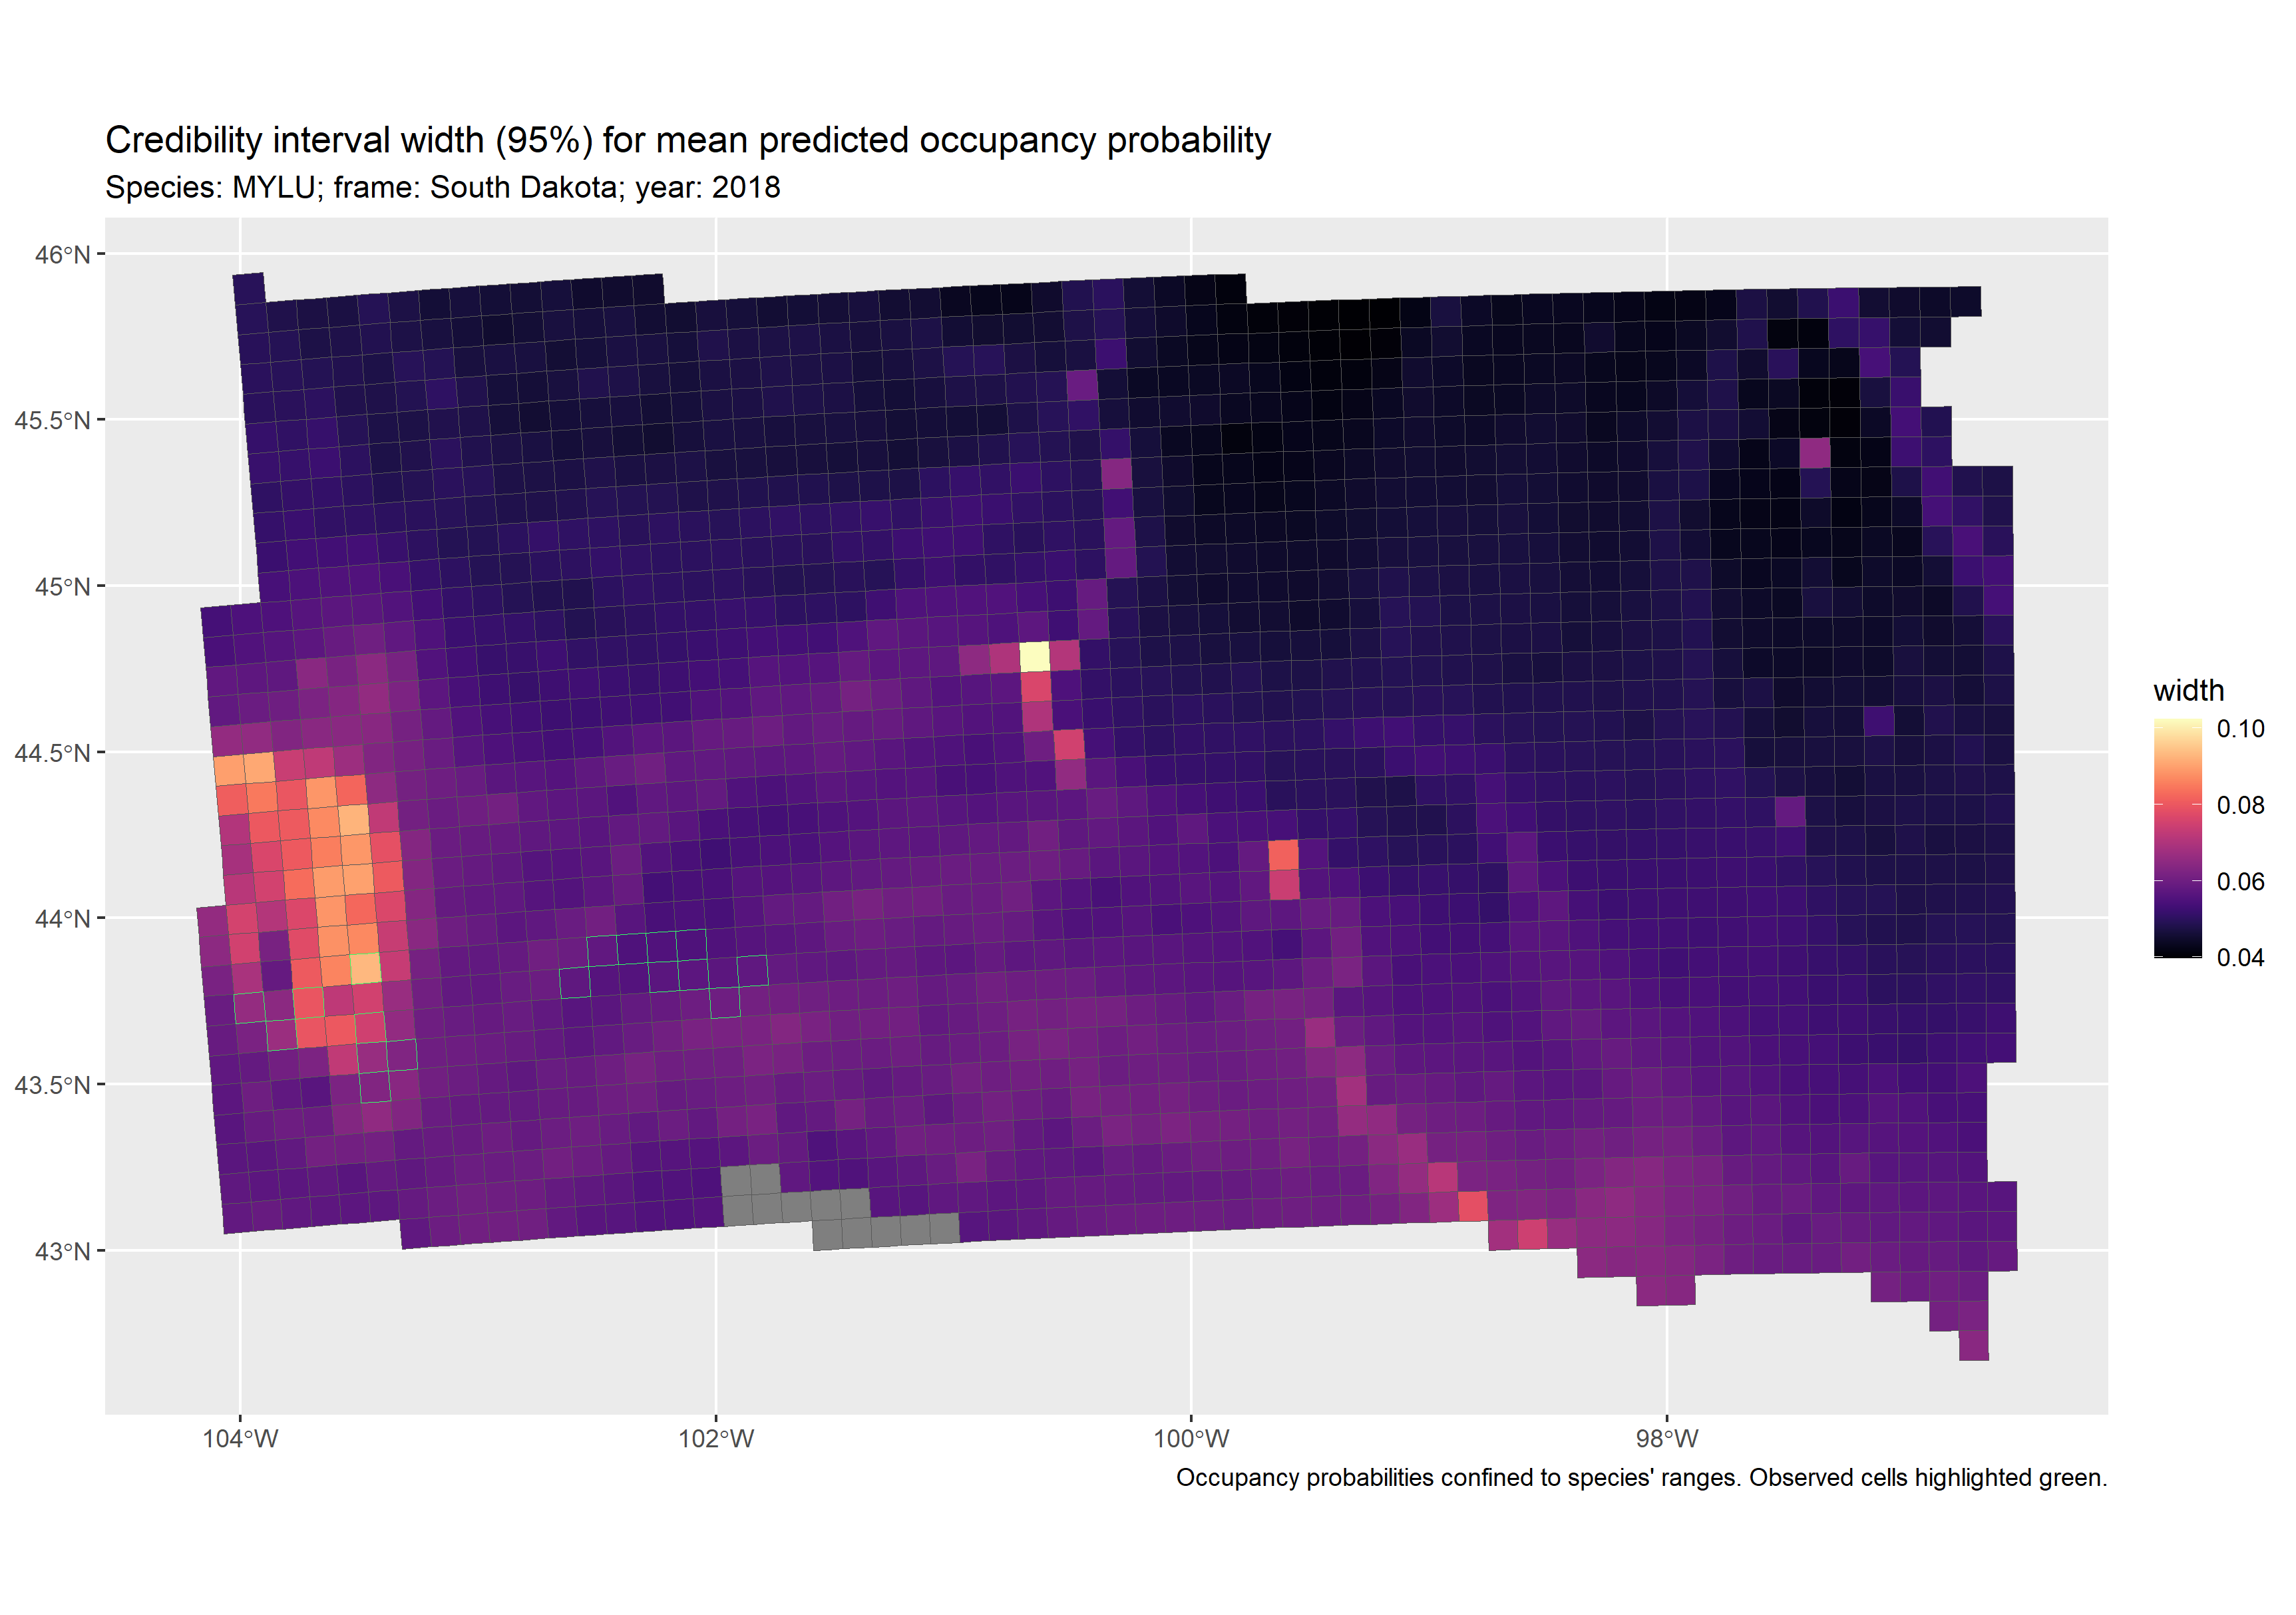 Credibility interval width (95%) for mean predicted occupancy probability
Species: MYLU; frame: South Dakota; year: 2018
46°N
45.5°N
45°N
44.5°N
44°N
43.5°N
43°N
104°W
102°W
100°W
98°W
width
0.10
0.08
0.06
0.04
Occupancy probabilities confined to species' ranges. Observed cells highlighted green.